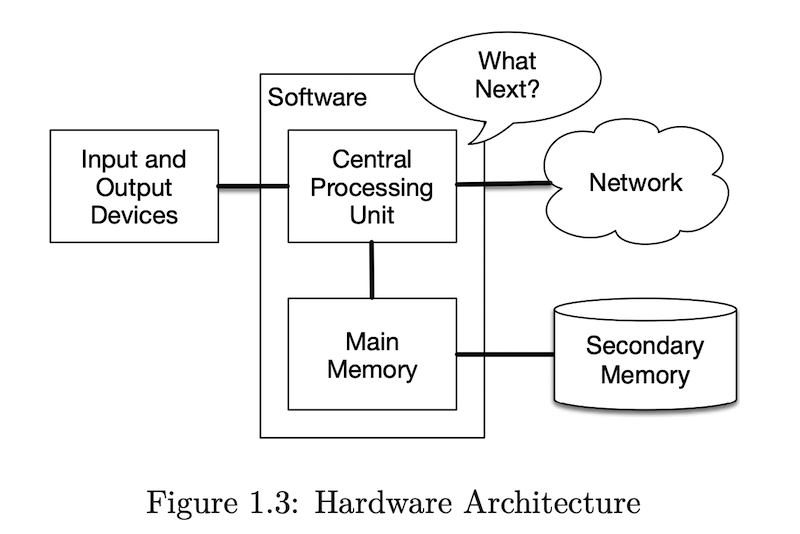 What
Next?
Software
Input and
Output
Devices
Central
Processing
Unit
Network
Main
Memory
Secondary
Memory
Figure 1.3: Hardware Architecture